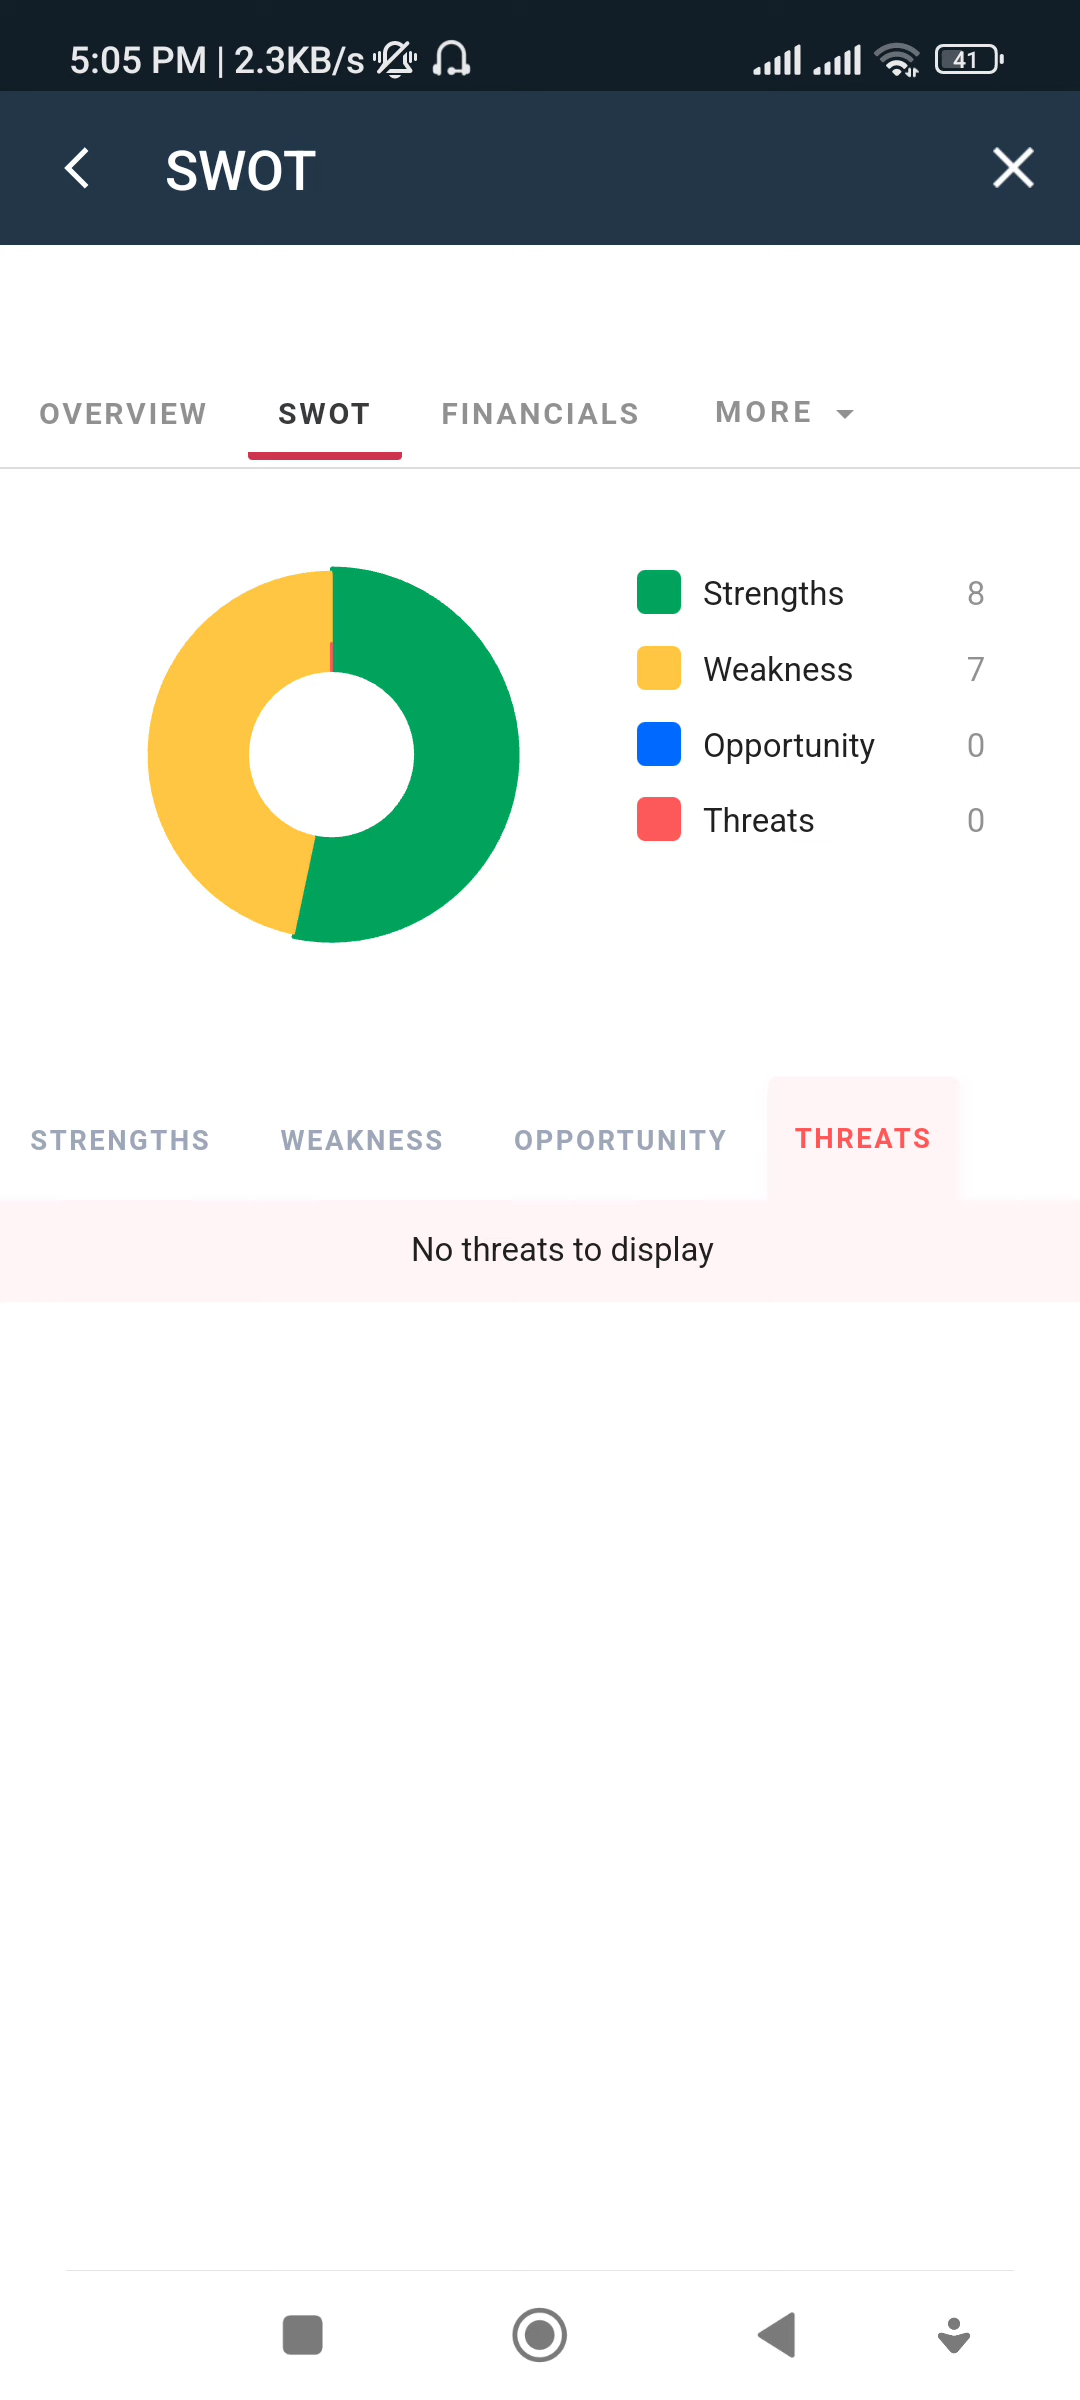 5:05 PM | 2.3KB/s 41
SWOT
OVERVIEW SWOT FINANCIALS MORE
Strengths 8
Weakness 7
Opportunity 0
Threats 0
STRENGTHS WEAKNESS OPPORTUNITY THREATS
No threats to display